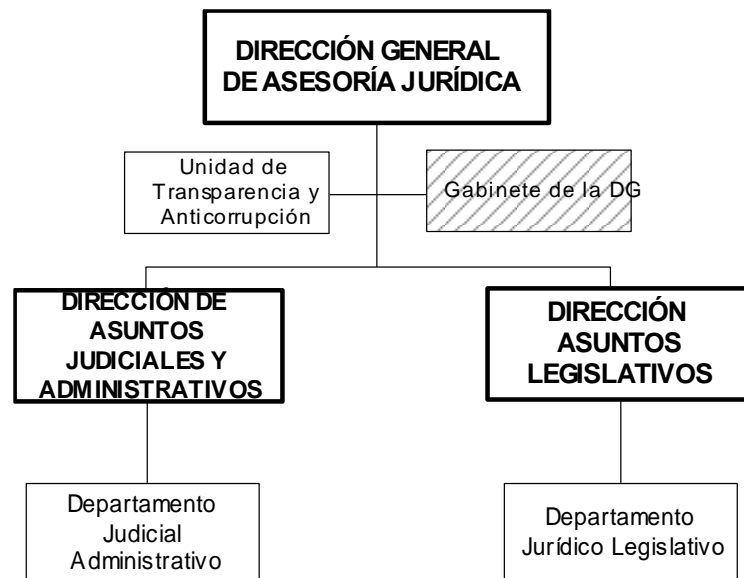 DIRECCIÓN GENERAL
DE ASESORÍA JURÍDICA
Unidad de
Transparencia y
Anticorrupción
Gabinete de la DG
DIRECCIÓN DE
ASUNTOS
JUDICIALES Y
ADMINISTRATIVOS
DIRECCIÓN
ASUNTOS
LEGISLATIVOS
Departamento
Judicial
Administrativo
Departamento
Jurídico Legislativo